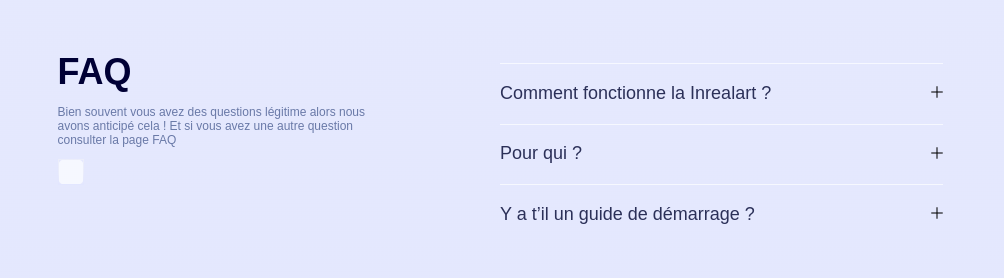 FAQ
Bien souvent vous avez des questions légitime alors nous
avons anticipé cela ! Et si vous avez une autre question
consulter la page FAQ
Comment fonctionne la Inrealart ?
Pour qui ?
Y a t’il un guide de démarrage ?